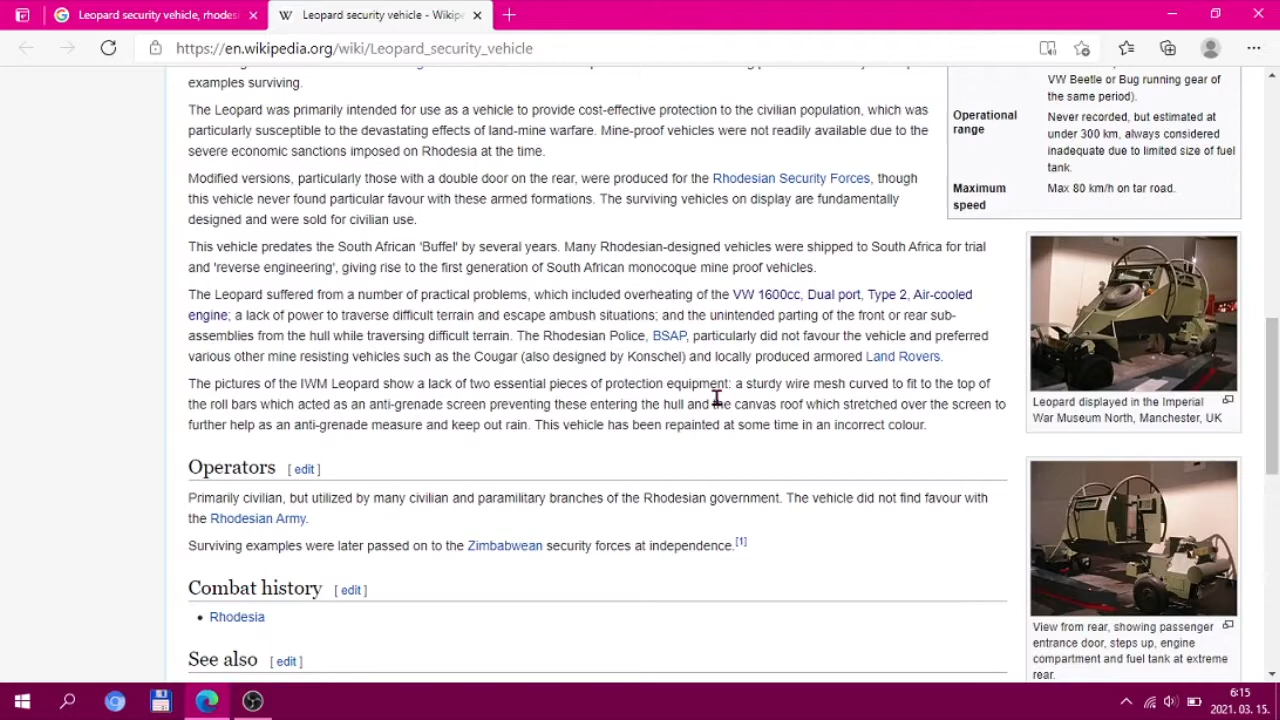 Leopard security vehicle, rhodes
Leopard security vehicle - Wikipe
https://en.wikipedia.org/wiki/Leopard_security_vehicle
examples surviving.
The Leopard was primarily intended for use as a vehicle to provide cost-effective protection to the civilian population, which was
particularly susceptible to the devastating effects of land-mine warfare. Mine-proof vehicles were not readily available due to the
severe economic sanctions imposed on Rhodesia at the time.
Modified versions, particularly those with a double door on the rear, were produced for the Rhodesian Security Forces, though
this vehicle never found particular favour with these armed formations. The surviving vehicles on display are fundamentally
designed and were sold for civilian use.
This vehicle predates the South African 'Buffel' by several years. Many Rhodesian-designed vehicles were shipped to South Africa for trial
and 'reverse engineering', giving rise to the first generation of South African monocoque mine proof vehicles.
The Leopard suffered from a number of practical problems, which included overheating of the VW 1600cc, Dual port, Type 2, Air-cooled
engine; a lack of power to traverse difficult terrain and escape ambush situations; and the unintended parting of the front or rear sub-
assemblies from the hull while traversing difficult terrain. The Rhodesian Police, BSAP, particularly did not favour the vehicle and preferred
various other mine resisting vehicles such as the Cougar (also designed by Konschel) and locally produced armored Land Rovers.
The pictures of the IWM Leopard show a lack of two essential pieces of protection equipment: a sturdy wire mesh curved to fit to the top of
the roll bars which acted as an anti-grenade screen preventing these entering the hull and the canvas roof which stretched over the screen to
further help as an anti-grenade measure and keep out rain. This vehicle has been repainted at some time in an incorrect colour.
Operators [ edit ]
Primarily civilian, but utilized by many civilian and paramilitary branches of the Rhodesian government. The vehicle did not find favour with
the Rhodesian Army.
Surviving examples were later passed on to the Zimbabwean security forces at independence.[1]
Combat history [ edit ]
Rhodesia
See also [ edit ]
VW Beetle or Bug running gear of
the same period).
Operational range
Never recorded, but estimated at
under 300 km, always considered
inadequate due to limited size of fuel
tank.
Maximum speed
Max 80 km/h on tar road.
Leopard displayed in the Imperial
War Museum North, Manchester, UK
View from rear, showing passenger
entrance door, steps up, engine
compartment and fuel tank at extreme
rear.
6:15
2021. 03. 15.